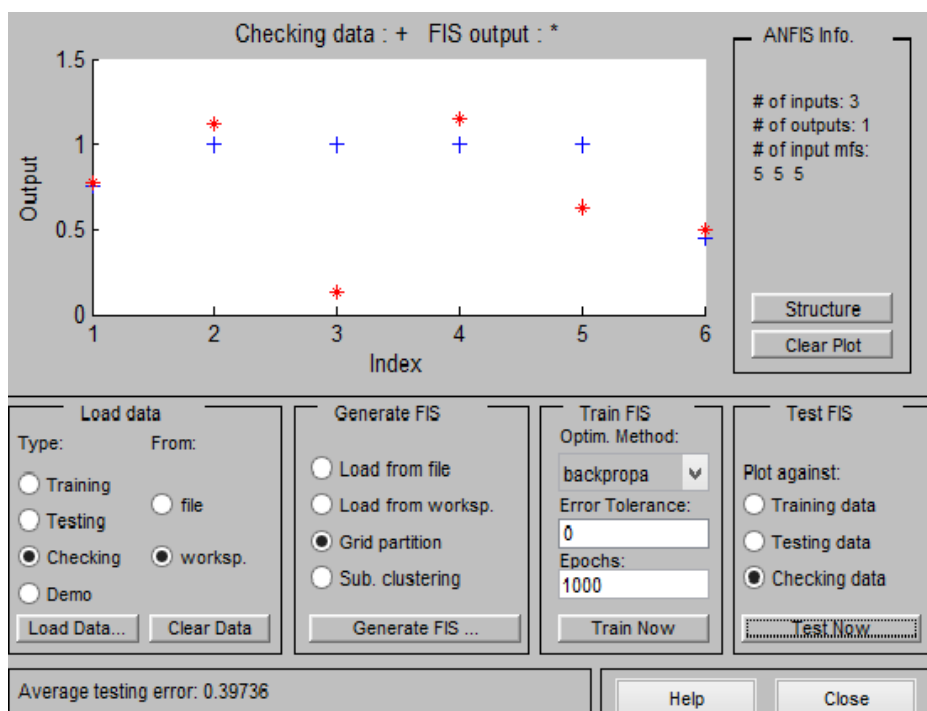 Checking data : +   FIS output : *
1.5
1
0.5
0
Output
1 2 3 4 5 6
Index
ANFIS Info.
# of inputs: 3
# of outputs: 1
# of input mfs:
5 5 5
Structure
Clear Plot
Load data
Type: From:
Training
Testing
Checking
Demo
file
worksp.
Load Data...
Clear Data
Generate FIS
Load from file
Load from worksp.
Grid partition
Sub. clustering
Generate FIS ...
Train FIS
Optim. Method:
backpropa
Error Tolerance:
0
Epochs:
1000
Train Now
Test FIS
Plot against:
Training data
Testing data
Checking data
Test Now
Average testing error: 0.39736
Help
Close